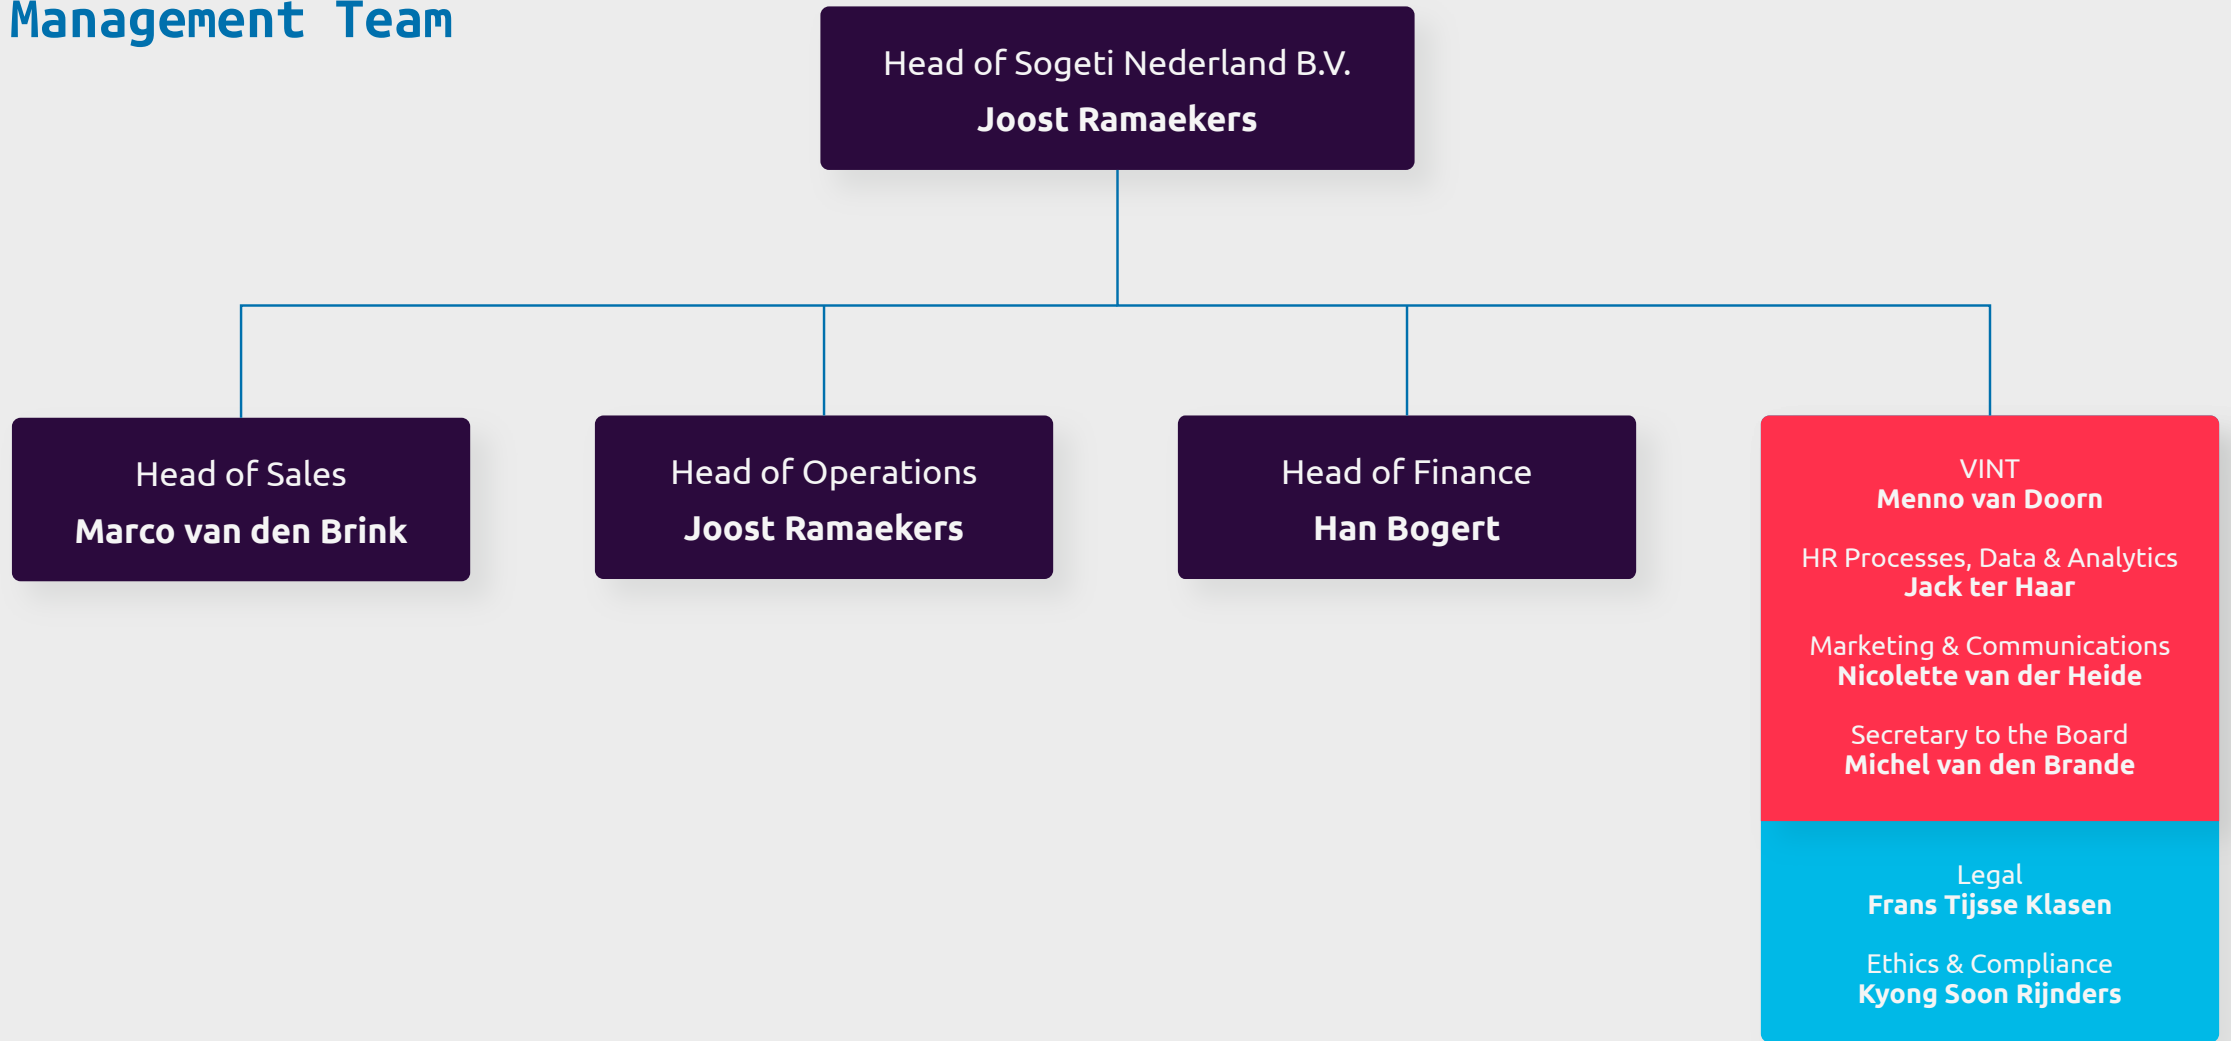 Management Team
Head of Sogeti Nederland B.V.
Joost Ramaekers
Head of Sales
Marco van den Brink
Head of Operations
Joost Ramaekers
Head of Finance
Han Bogert
VINT
Menno van Doorn
HR Processes, Data & Analytics
Jack ter Haar
Marketing & Communications
Nicolette van der Heide
Secretary to the Board
Michel van den Brande
Legal
Frans Tijsse Klasen
Ethics & Compliance
Kyong Soon Rijnders